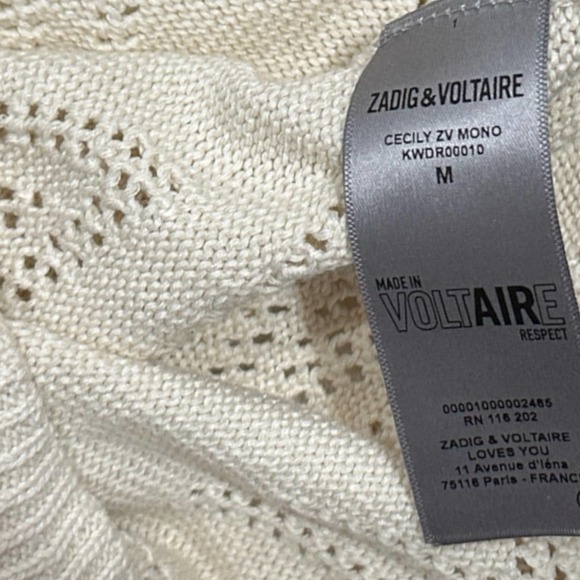 ZADIG&VOLTAIRE
CECILY ZV MONO
KWDR00010
M
MADE IN
VOLTAIRE
RESPECT
00001000002465
RN 116 202
ZADIG & VOLTAIRE
LOVES YOU
11 Avenue d'Iéna
75116 Paris - FRANC